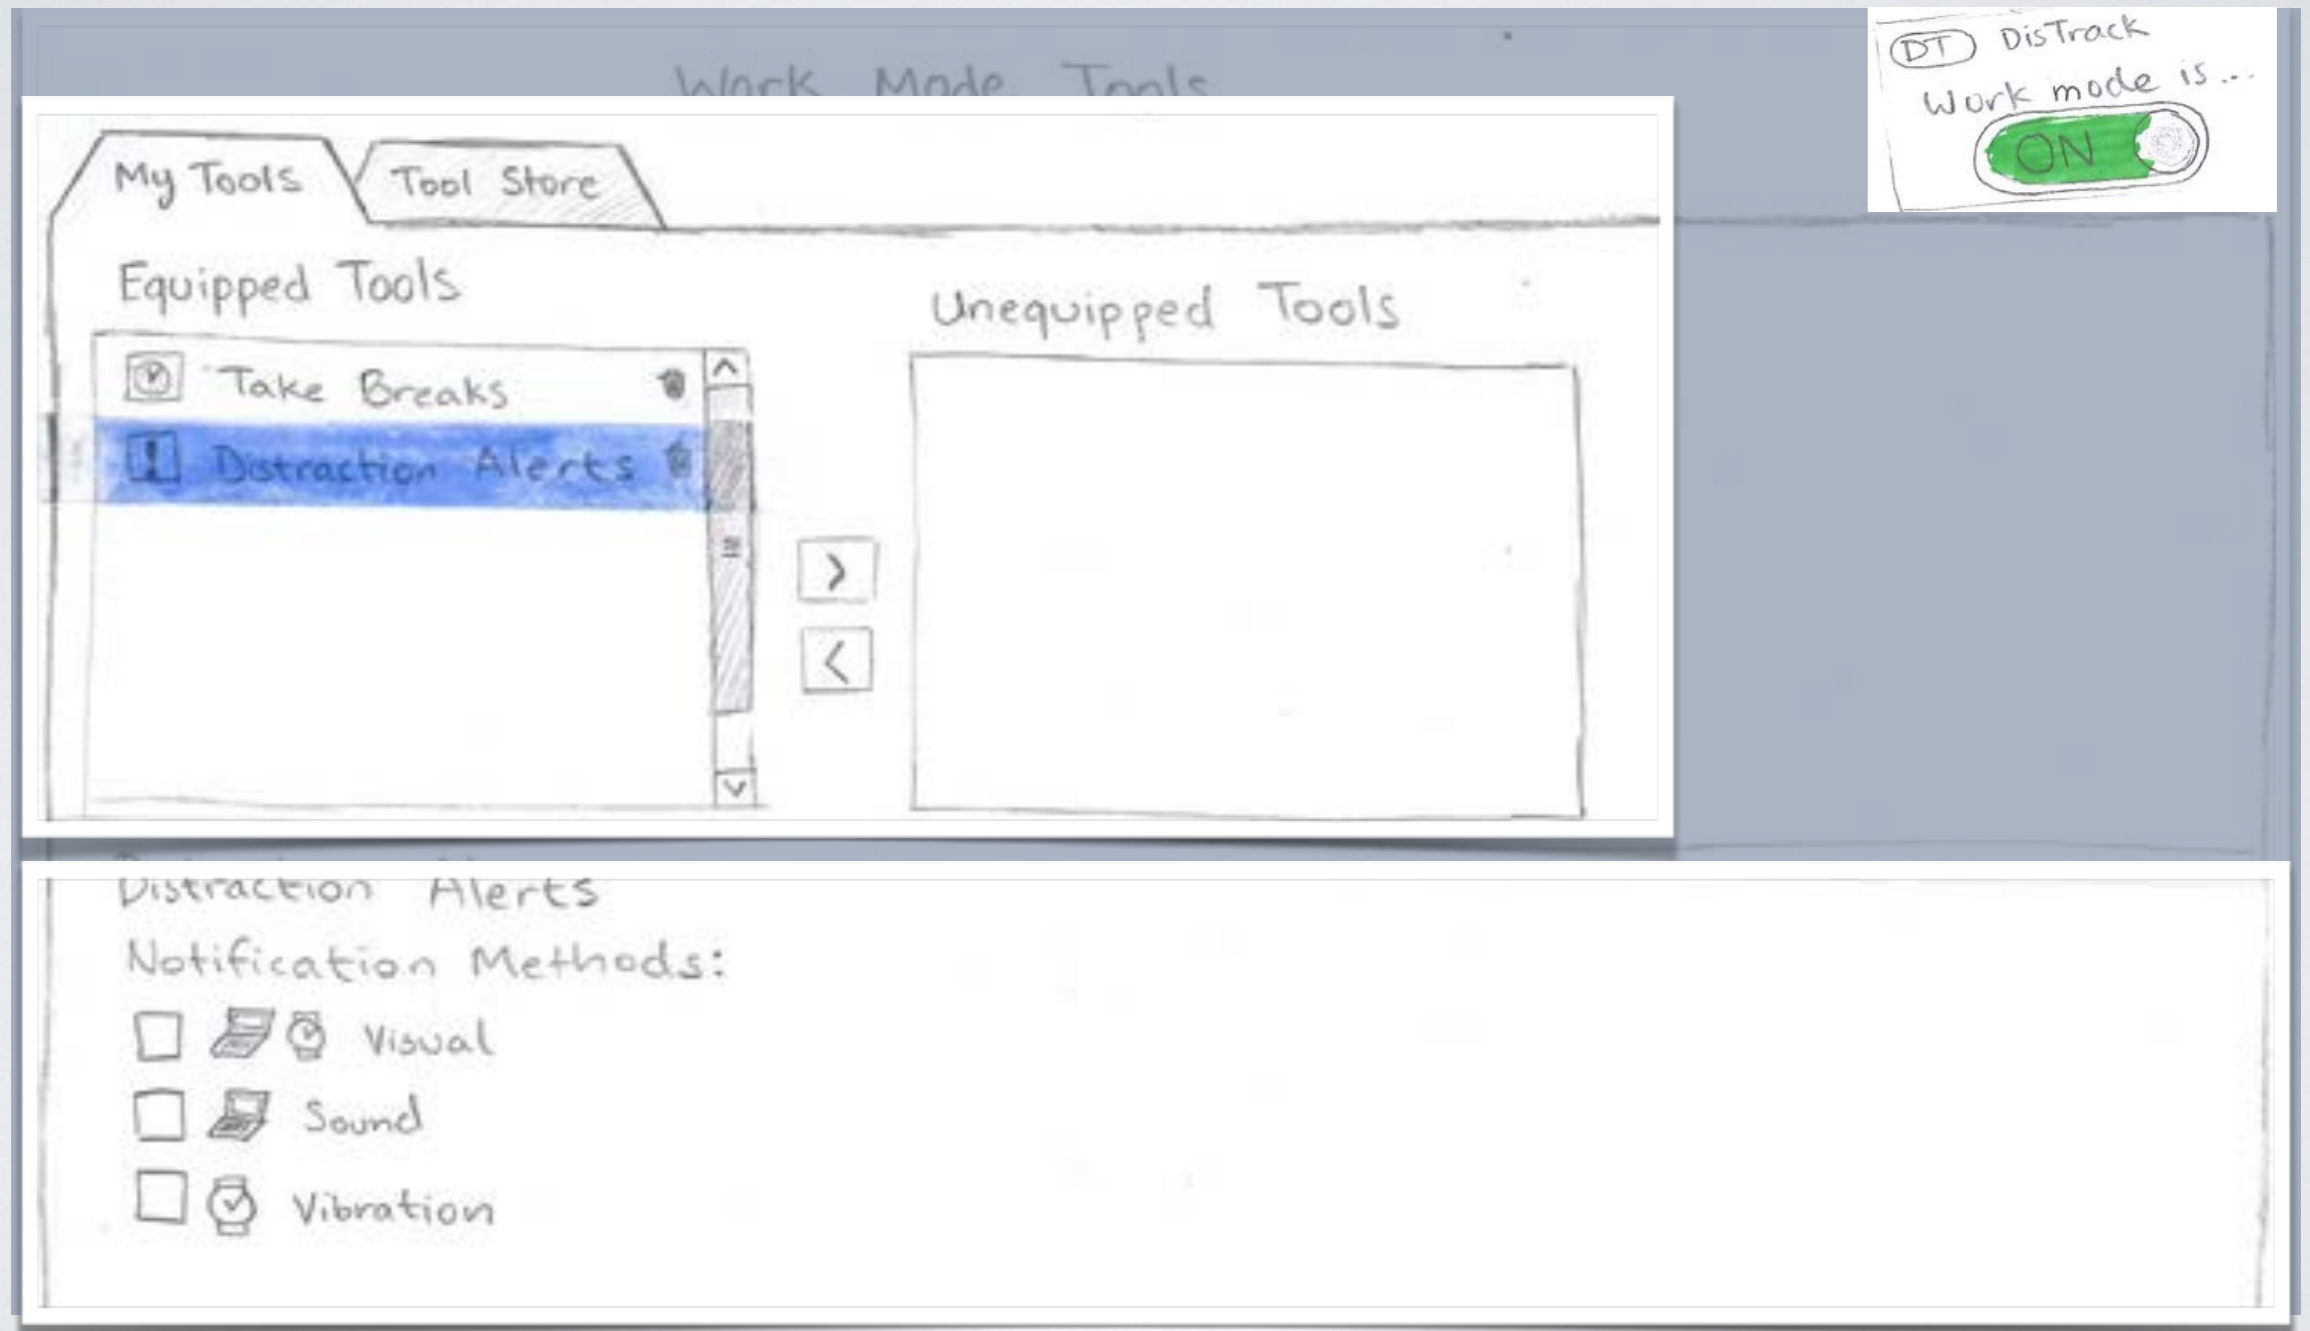 Work Mode Tools
DT DisTrack
Work mode is...
ON
My Tools
Tool Store
Equipped Tools
Take Breaks
! Distraction Alerts
>
<
Unequipped Tools
Distraction Alerts
Notification Methods:
Visual
Sound
Vibration